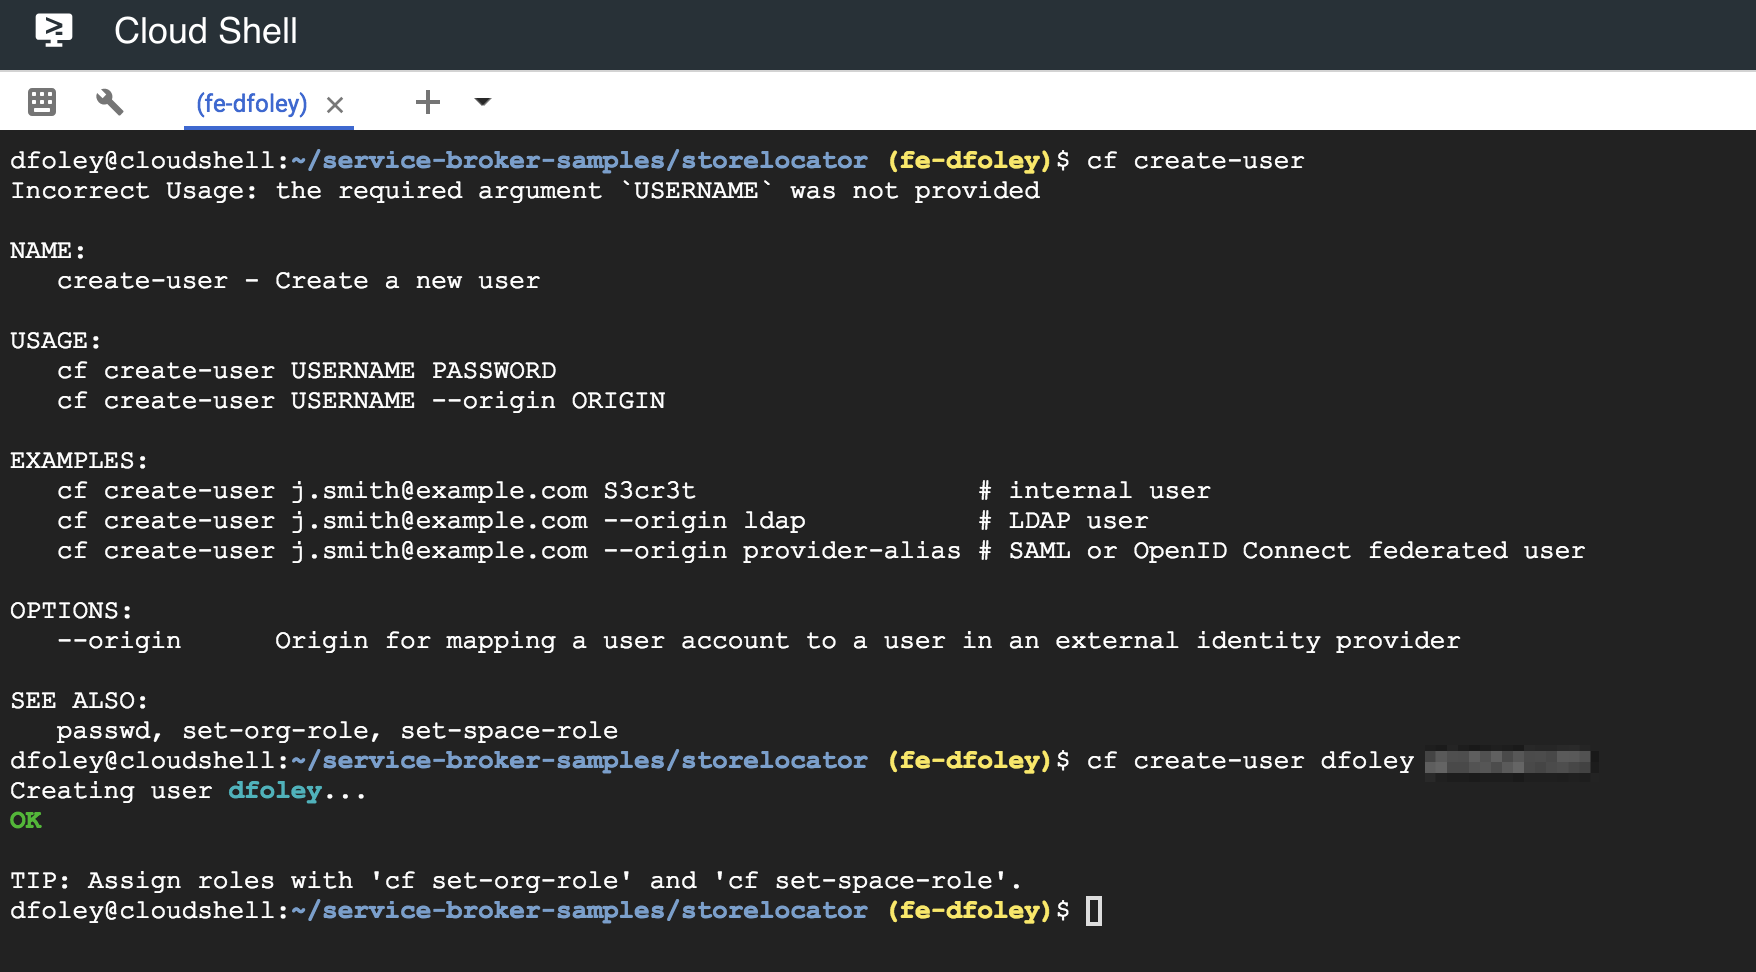 Cloud Shell
(fe-dfoley)
dfoley@cloudshell:~/service-broker-samples/storelocator (fe-dfoley)$ cf create-user
Incorrect Usage: the required argument `USERNAME` was not provided
NAME:
create-user - Create a new user
USAGE:
cf create-user USERNAME PASSWORD
cf create-user USERNAME --origin ORIGIN
EXAMPLES:
cf create-user j.smith@example.com S3cr3t # internal user
cf create-user j.smith@example.com --origin ldap # LDAP user
cf create-user j.smith@example.com --origin provider-alias # SAML or OpenID Connect federated user
OPTIONS:
--origin Origin for mapping a user account to a user in an external identity provider
SEE ALSO:
passwd, set-org-role, set-space-role
dfoley@cloudshell:~/service-broker-samples/storelocator (fe-dfoley)$ cf create-user dfoley
Creating user dfoley...
OK
TIP: Assign roles with 'cf set-org-role' and 'cf set-space-role'.
dfoley@cloudshell:~/service-broker-samples/storelocator (fe-dfoley)$